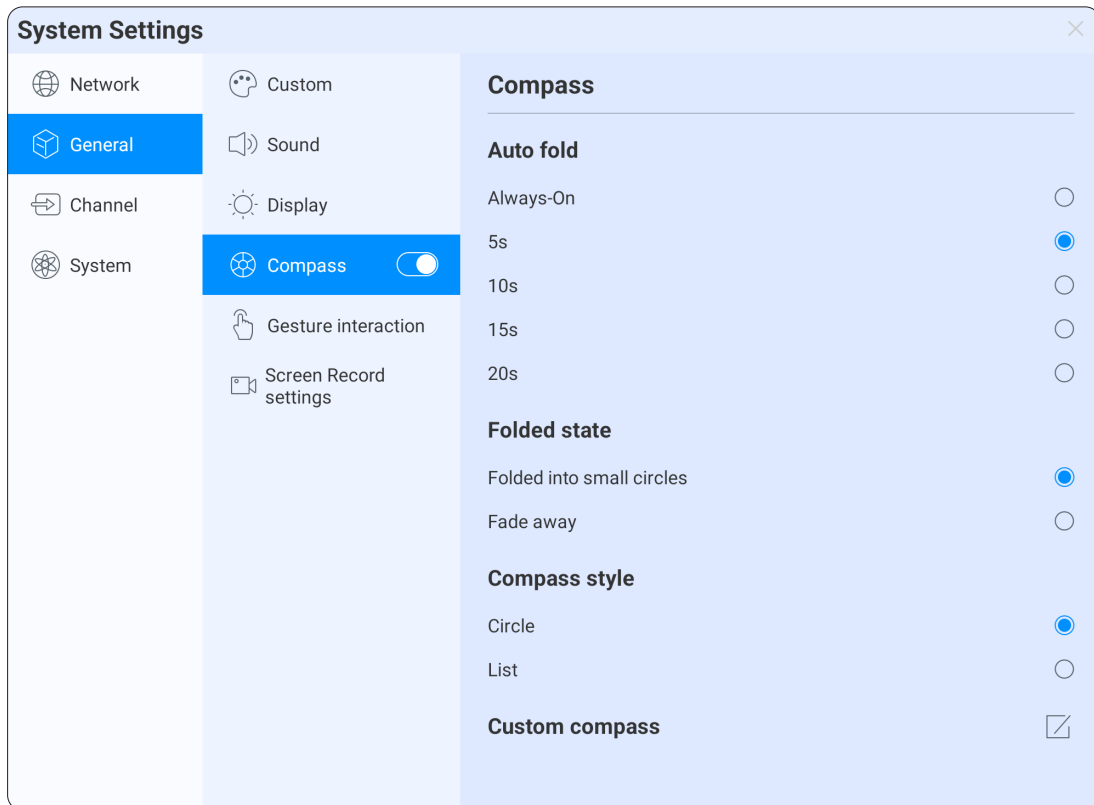 System Settings
Network
General
Channel
System
Custom
Sound
Display
Compass
Gesture interaction
Screen Record
settings
Compass
Auto fold
Always-On
5s
10s
15s
20s
Folded state
Folded into small circles
Fade away
Compass style
Circle
List
Custom compass